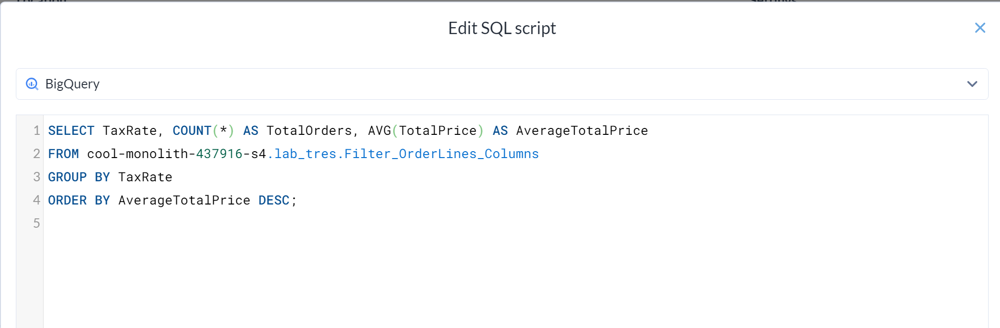 Edit SQL script
BigQuery
1 SELECT TaxRate, COUNT(*) AS TotalOrders, AVG(TotalPrice) AS AverageTotalPrice
2 FROM cool-monolith-437916-s4.lab_tres.Filter_OrderLines_Columns
3 GROUP BY TaxRate
4 ORDER BY AverageTotalPrice DESC;
5